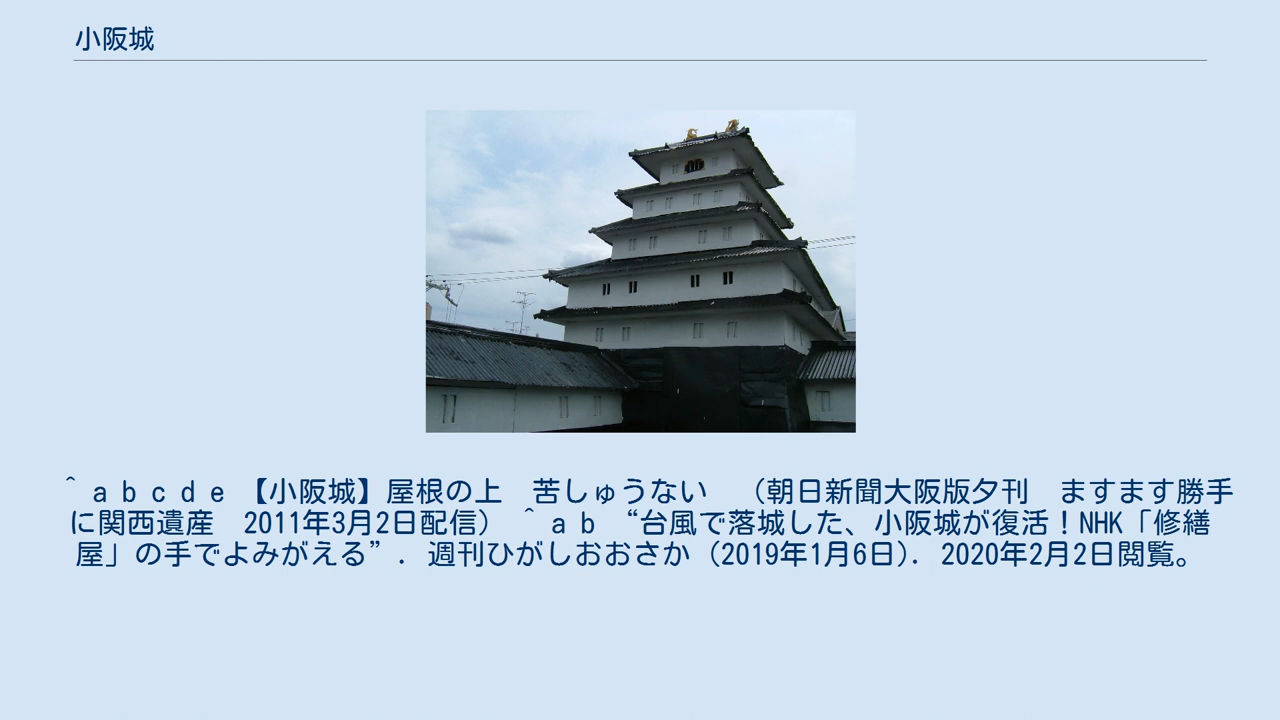 小阪城
^ a b c d e 【小阪城】屋根の上　苦しゅうない　（朝日新聞大阪版夕刊　ますます勝手
に関西遺産　2011年3月2日配信） ^ a b “台風で落城した、小阪城が復活！NHK「修繕
屋」の手でよみがえる”. 週刊ひがしおおさか (2019年1月6日). 2020年2月2日閲覧。